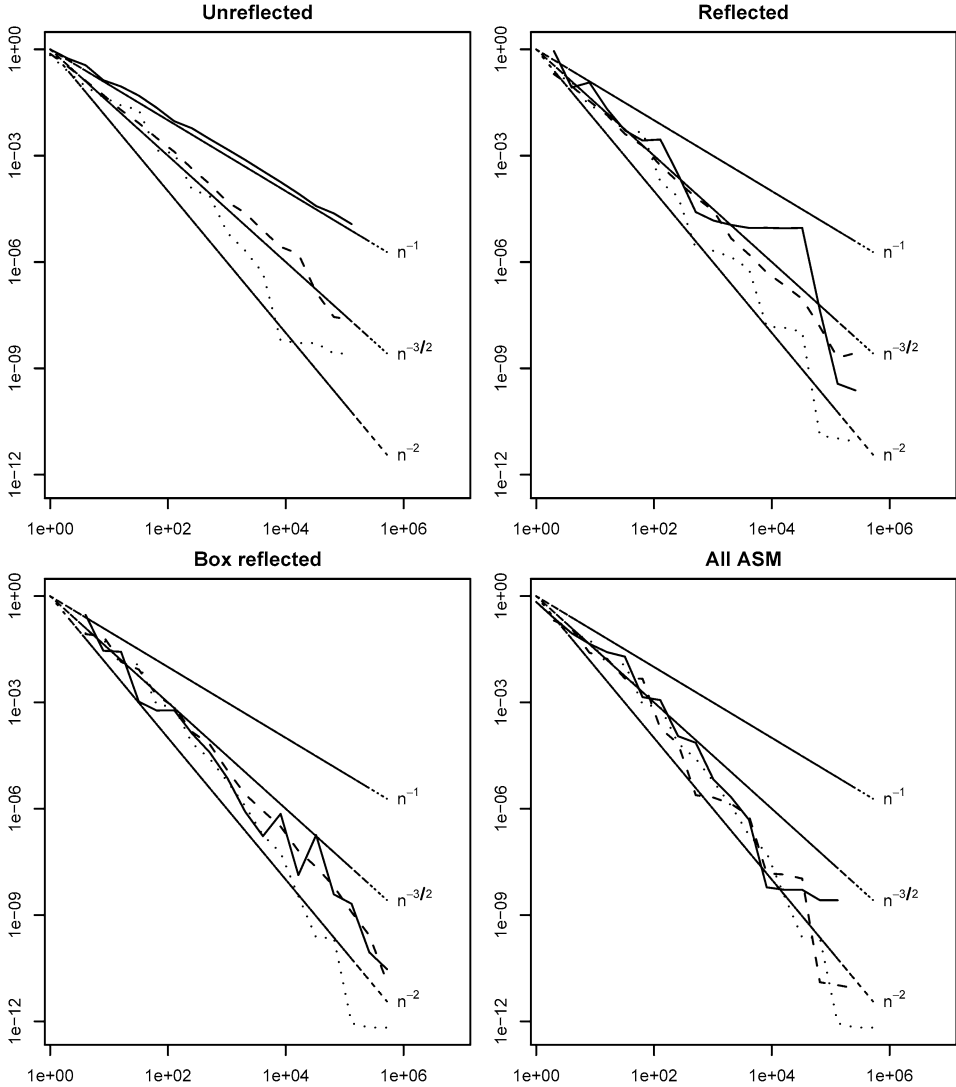 Unreflected
1e+00
1e−03
1e−06
1e−09
1e−12
n⁻¹
n⁻³/²
n⁻²
1e+00 1e+02 1e+04 1e+06
Reflected
1e+00
1e−03
1e−06
1e−09
1e−12
n⁻¹
n⁻³/²
n⁻²
1e+00 1e+02 1e+04 1e+06
Box reflected
1e+00
1e−03
1e−06
1e−09
1e−12
n⁻¹
n⁻³/²
n⁻²
1e+00 1e+02 1e+04 1e+06
All ASM
1e+00
1e−03
1e−06
1e−09
1e−12
n⁻¹
n⁻³/²
n⁻²
1e+00 1e+02 1e+04 1e+06